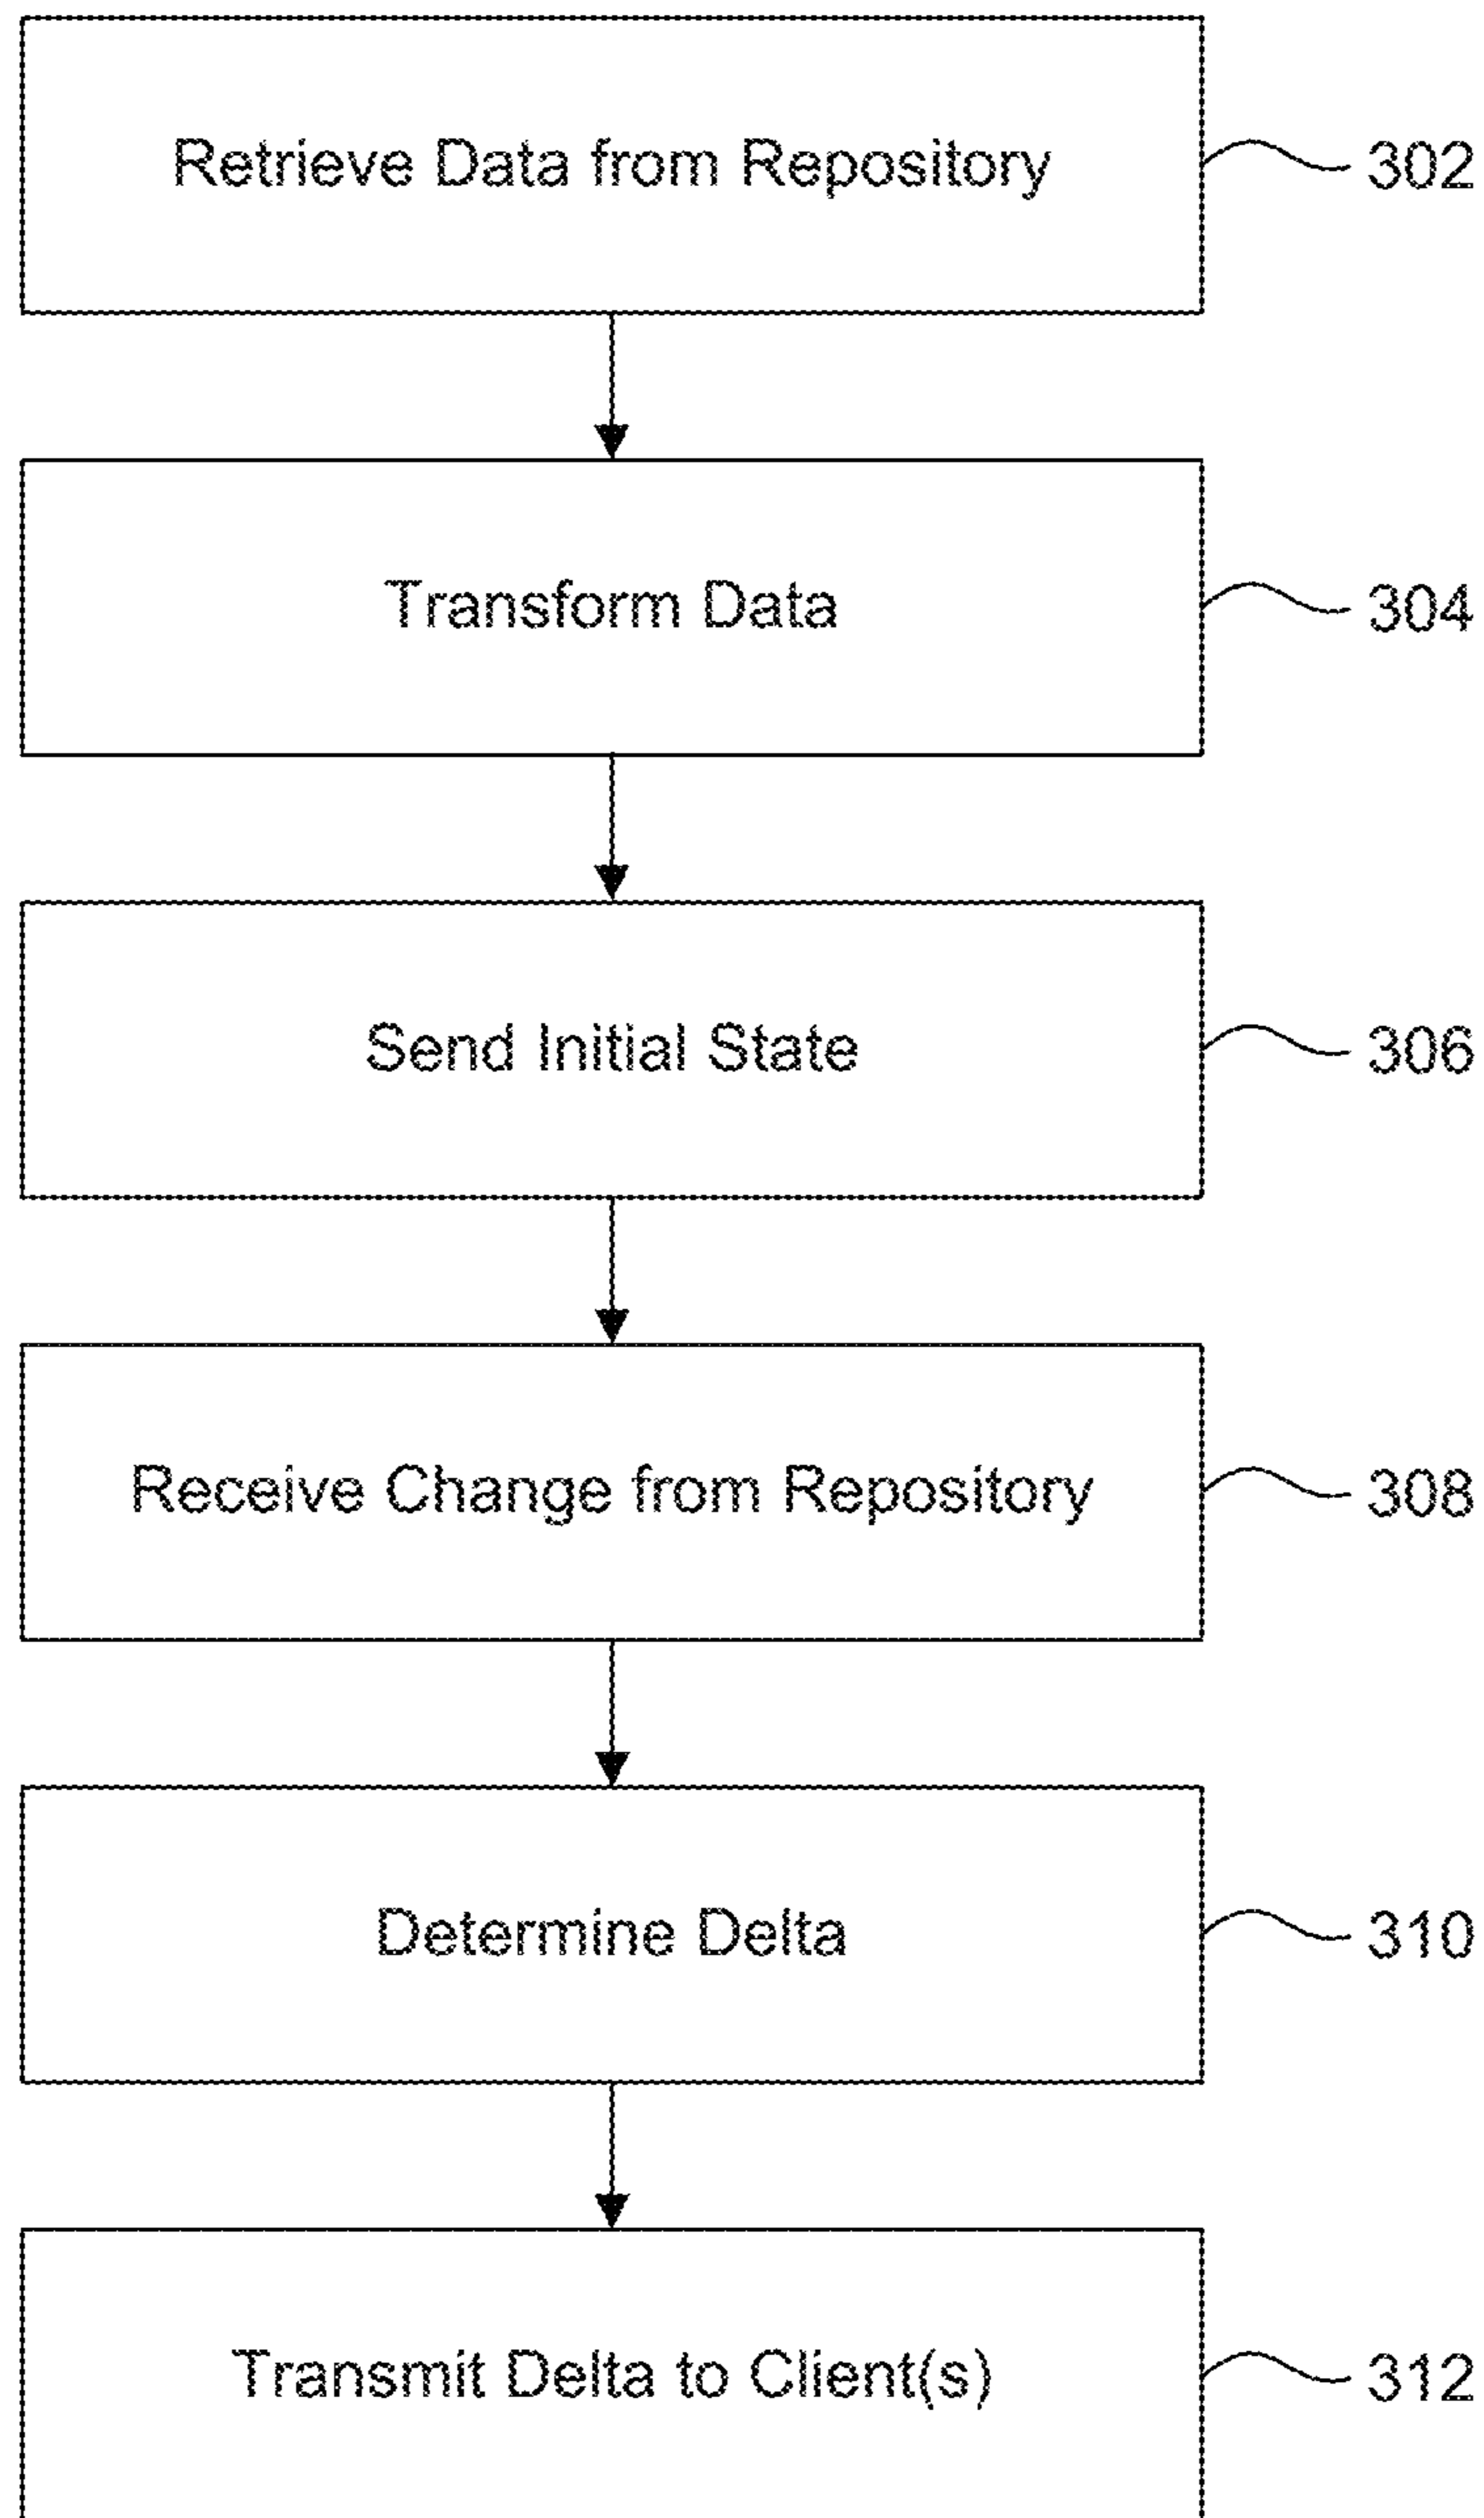 Retrieve Data from Repository
302
Transform Data
304
Send Initial State
306
Receive Change from Repository
308
Determine Delta
310
Transmit Delta to Client(s)
312